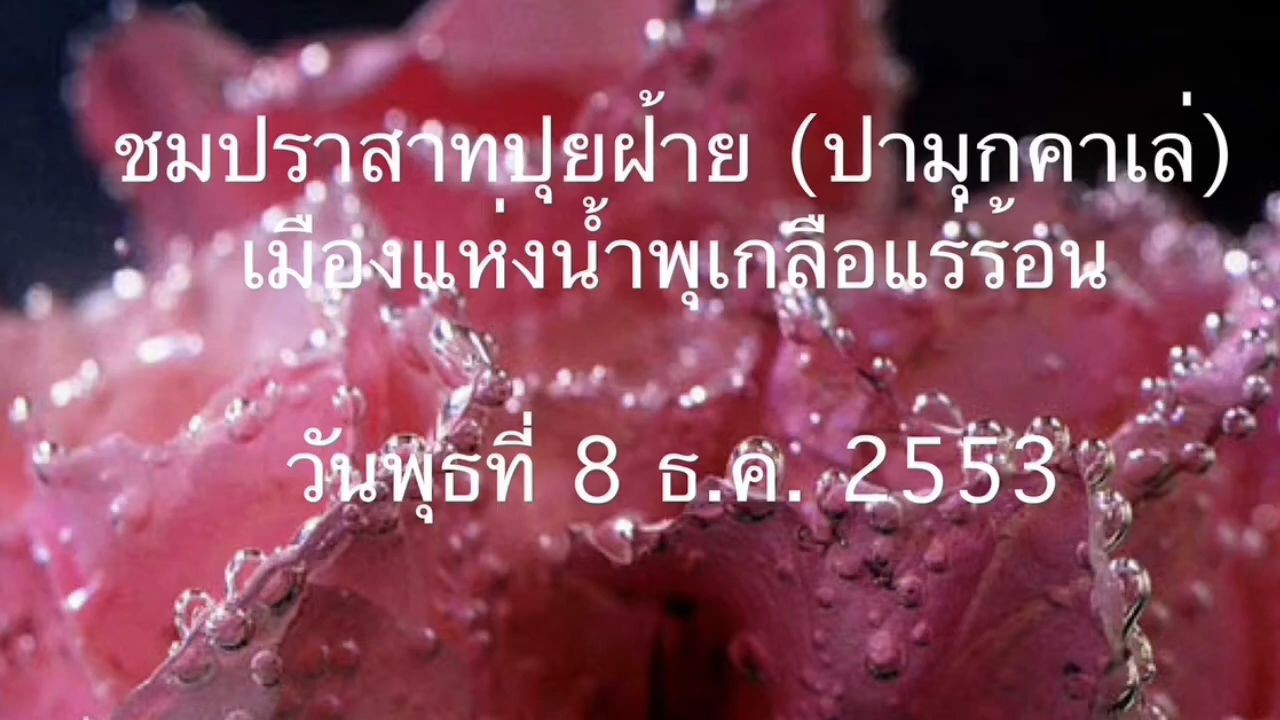 ชมปราสาทปุยฝ้าย (ปามุกคาเล่)
เมืองแห่งน้ำพุเกลือแร่ร้อน
วันพุธที่ 8 ธ.ค. 2553